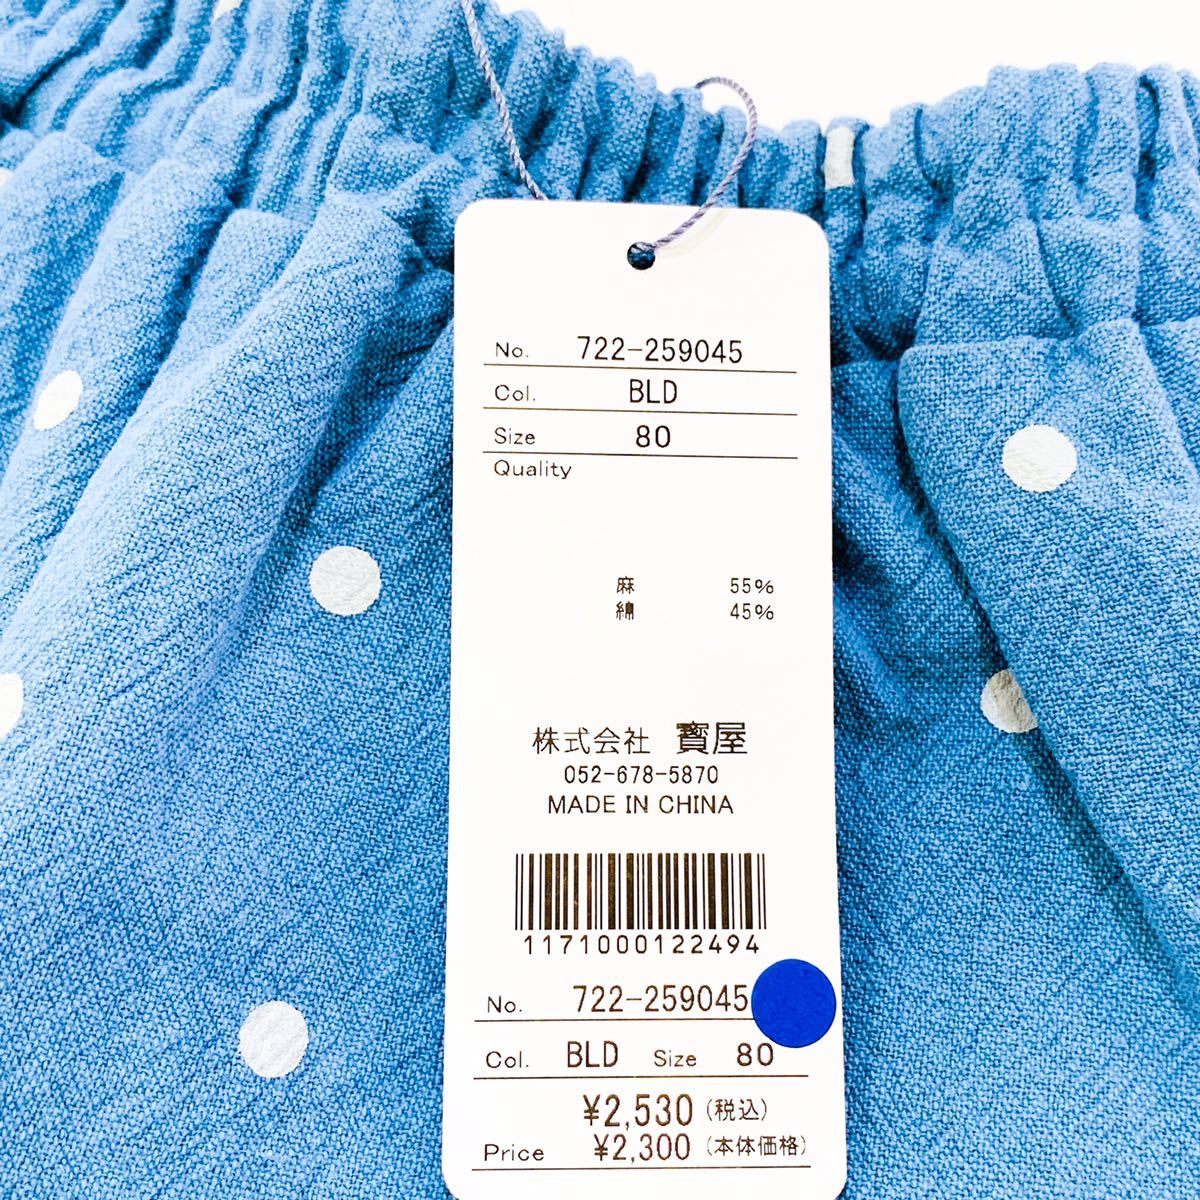 No. 722-259045
Col. BLD
Size 80
Quality
麻 55%
綿 45%
株式会社 寳屋
052-678-5870
MADE IN CHINA
1171000122494
No. 722-259045
Col. BLD Size 80
¥2,530 (税込)
Price ¥2,300 (本体価格)